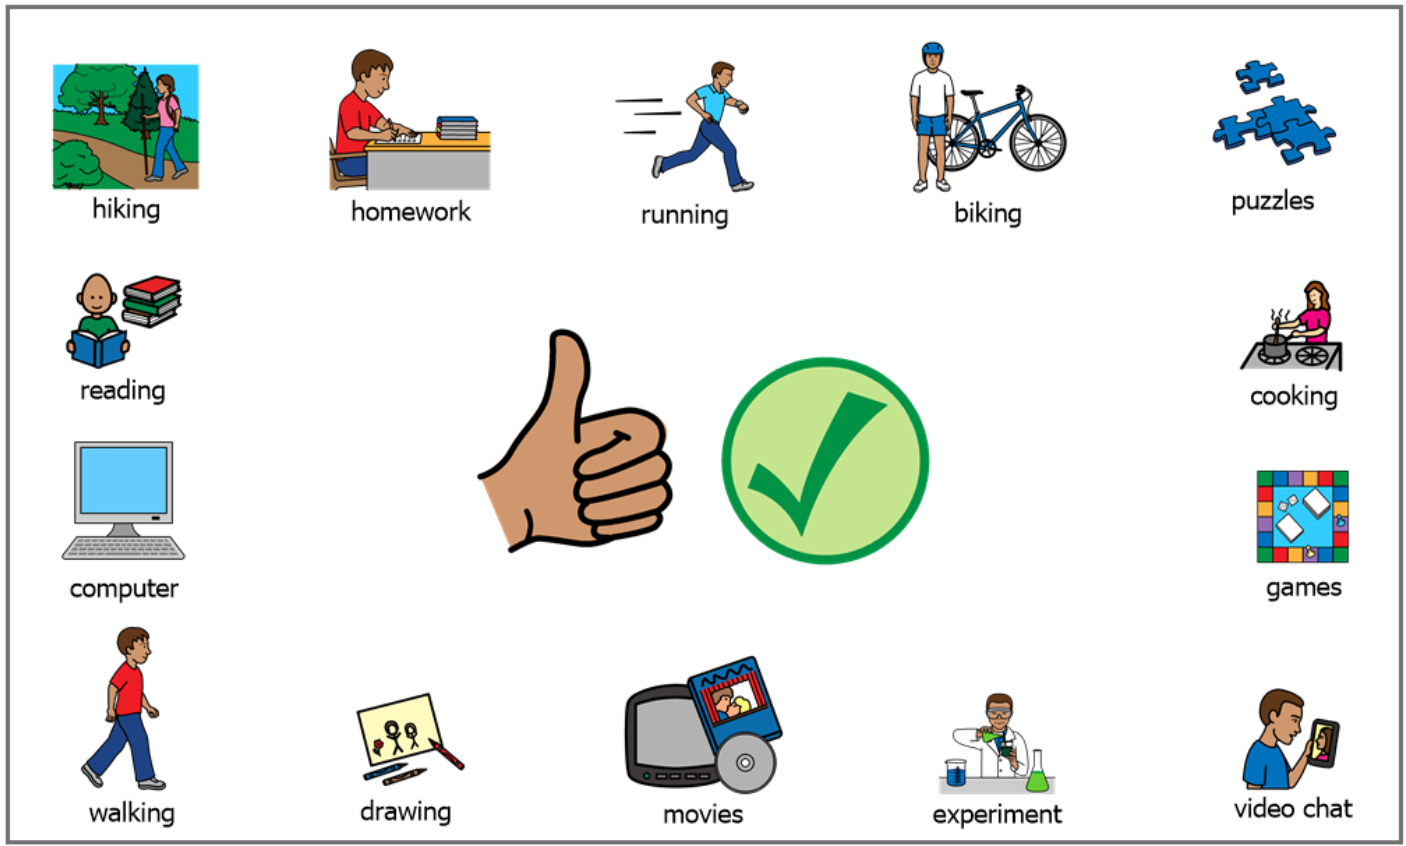 hiking
homework
running
biking
puzzles
reading
cooking
computer
games
walking
drawing
movies
experiment
video chat